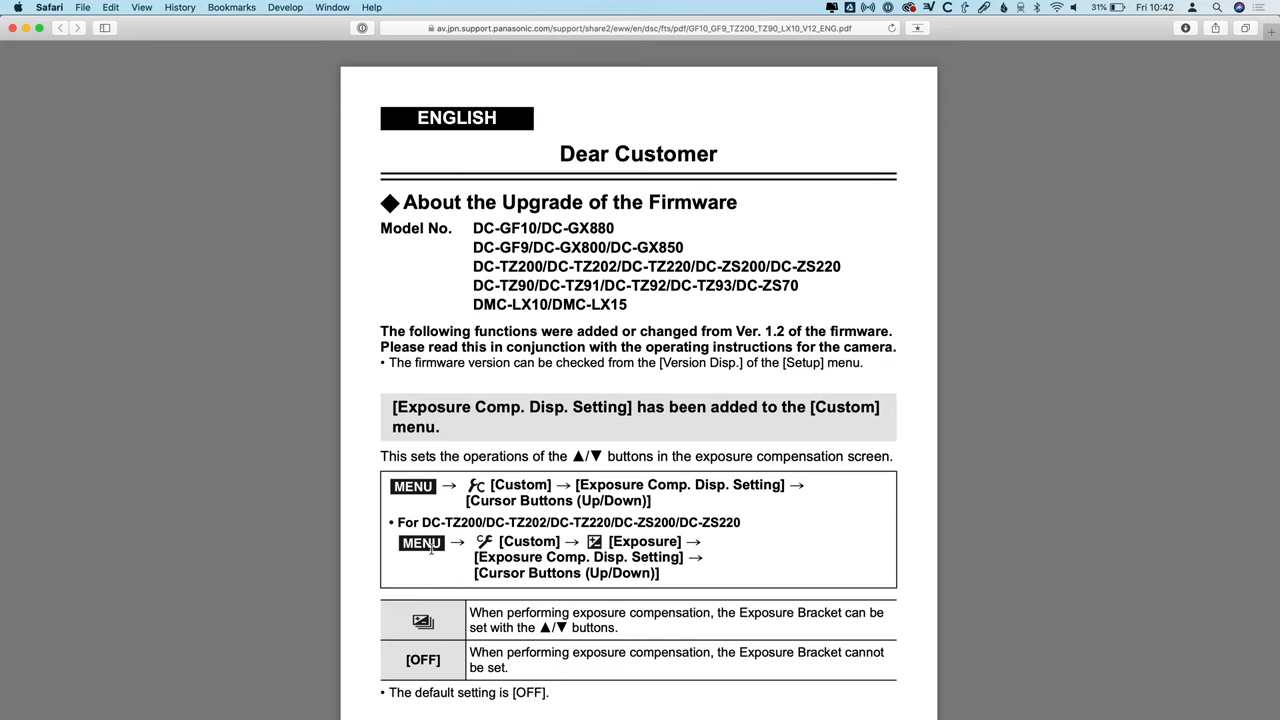 Safari File Edit View History Bookmarks Develop Window Help 31% Fri 10:42
av.jpn.support.panasonic.com/support/share2/eww/en/dsc/fts/pdf/GF10_GF9_TZ200_TZ90_LX10_V12_ENG.pdf
ENGLISH
Dear Customer
◆ About the Upgrade of the Firmware
Model No. DC-GF10/DC-GX880
DC-GF9/DC-GX800/DC-GX850
DC-TZ200/DC-TZ202/DC-TZ220/DC-ZS200/DC-ZS220
DC-TZ90/DC-TZ91/DC-TZ92/DC-TZ93/DC-ZS70
DMC-LX10/DMC-LX15
The following functions were added or changed from Ver. 1.2 of the firmware.
Please read this in conjunction with the operating instructions for the camera.
• The firmware version can be checked from the [Version Disp.] of the [Setup] menu.
[Exposure Comp. Disp. Setting] has been added to the [Custom]
menu.
This sets the operations of the ▲/▼ buttons in the exposure compensation screen.
MENU → [Custom] → [Exposure Comp. Disp. Setting] →
[Cursor Buttons (Up/Down)]
• For DC-TZ200/DC-TZ202/DC-TZ220/DC-ZS200/DC-ZS220
MENU → [Custom] → [Exposure] →
[Exposure Comp. Disp. Setting] →
[Cursor Buttons (Up/Down)]
When performing exposure compensation, the Exposure Bracket can be
set with the ▲/▼ buttons.
[OFF] When performing exposure compensation, the Exposure Bracket cannot
be set.
• The default setting is [OFF].